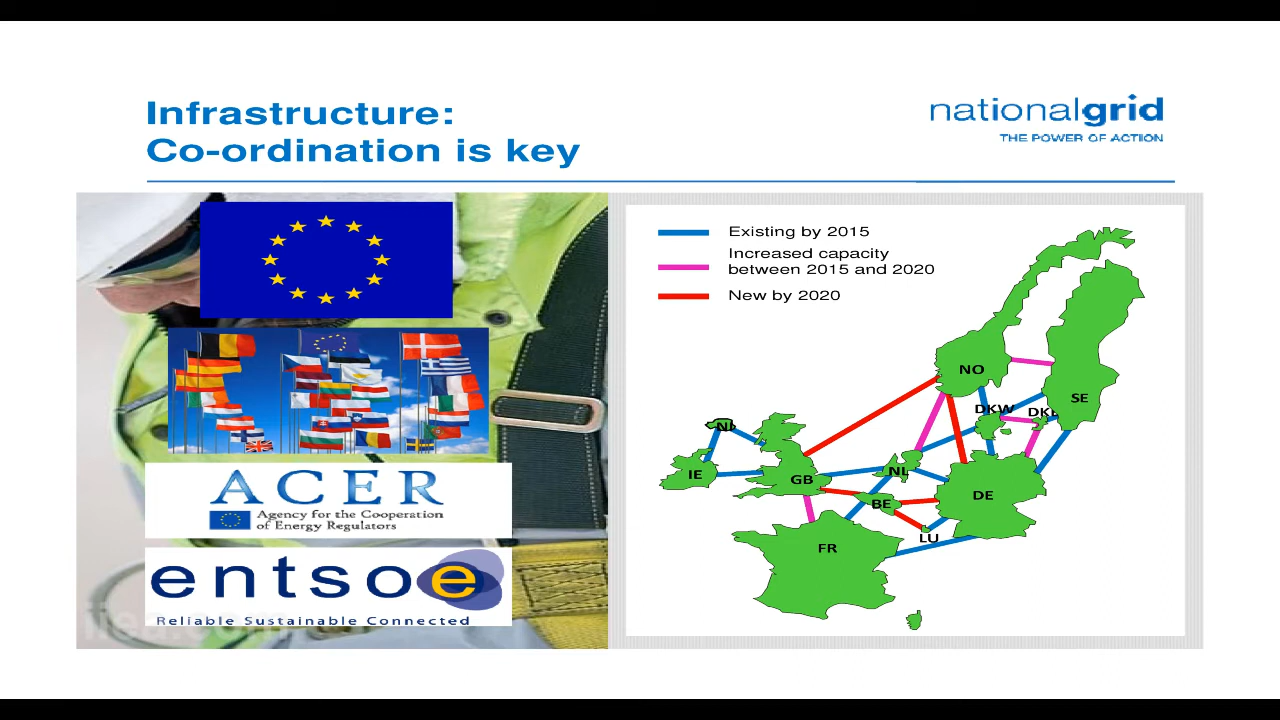 Infrastructure:
Co-ordination is key
nationalgrid
THE POWER OF ACTION
ACER
Agency for the Cooperation
of Energy Regulators
entsoe
Reliable Sustainable Connected
iiea.com
Existing by 2015
Increased capacity
between 2015 and 2020
New by 2020
NO
SE
DKW
NI
IE
GB
NL
BE
DE
LU
FR